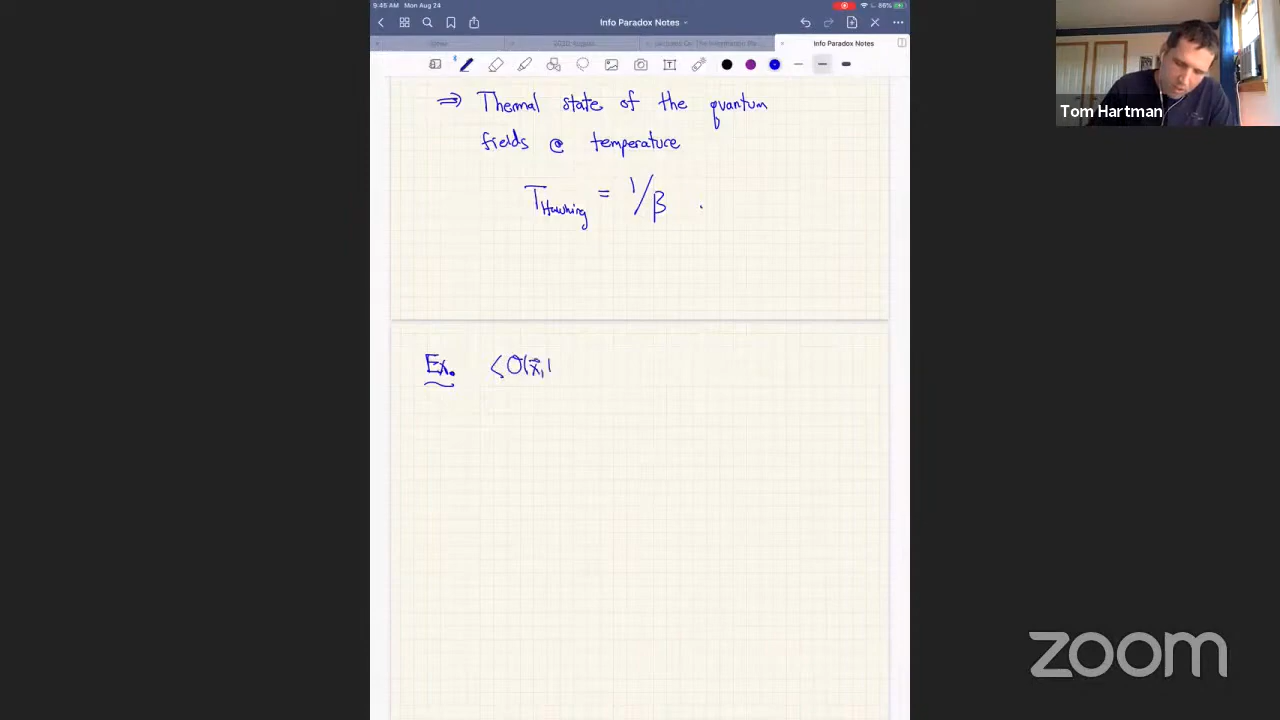 9:45 AM Mon Aug 24
86%
Info Paradox Notes
Info Paradox Notes
⇒ Thermal state of the quantum
fields @ temperature
T_Hawking = 1/β
Ex. <O(x⃗,
Tom Hartman
zoom